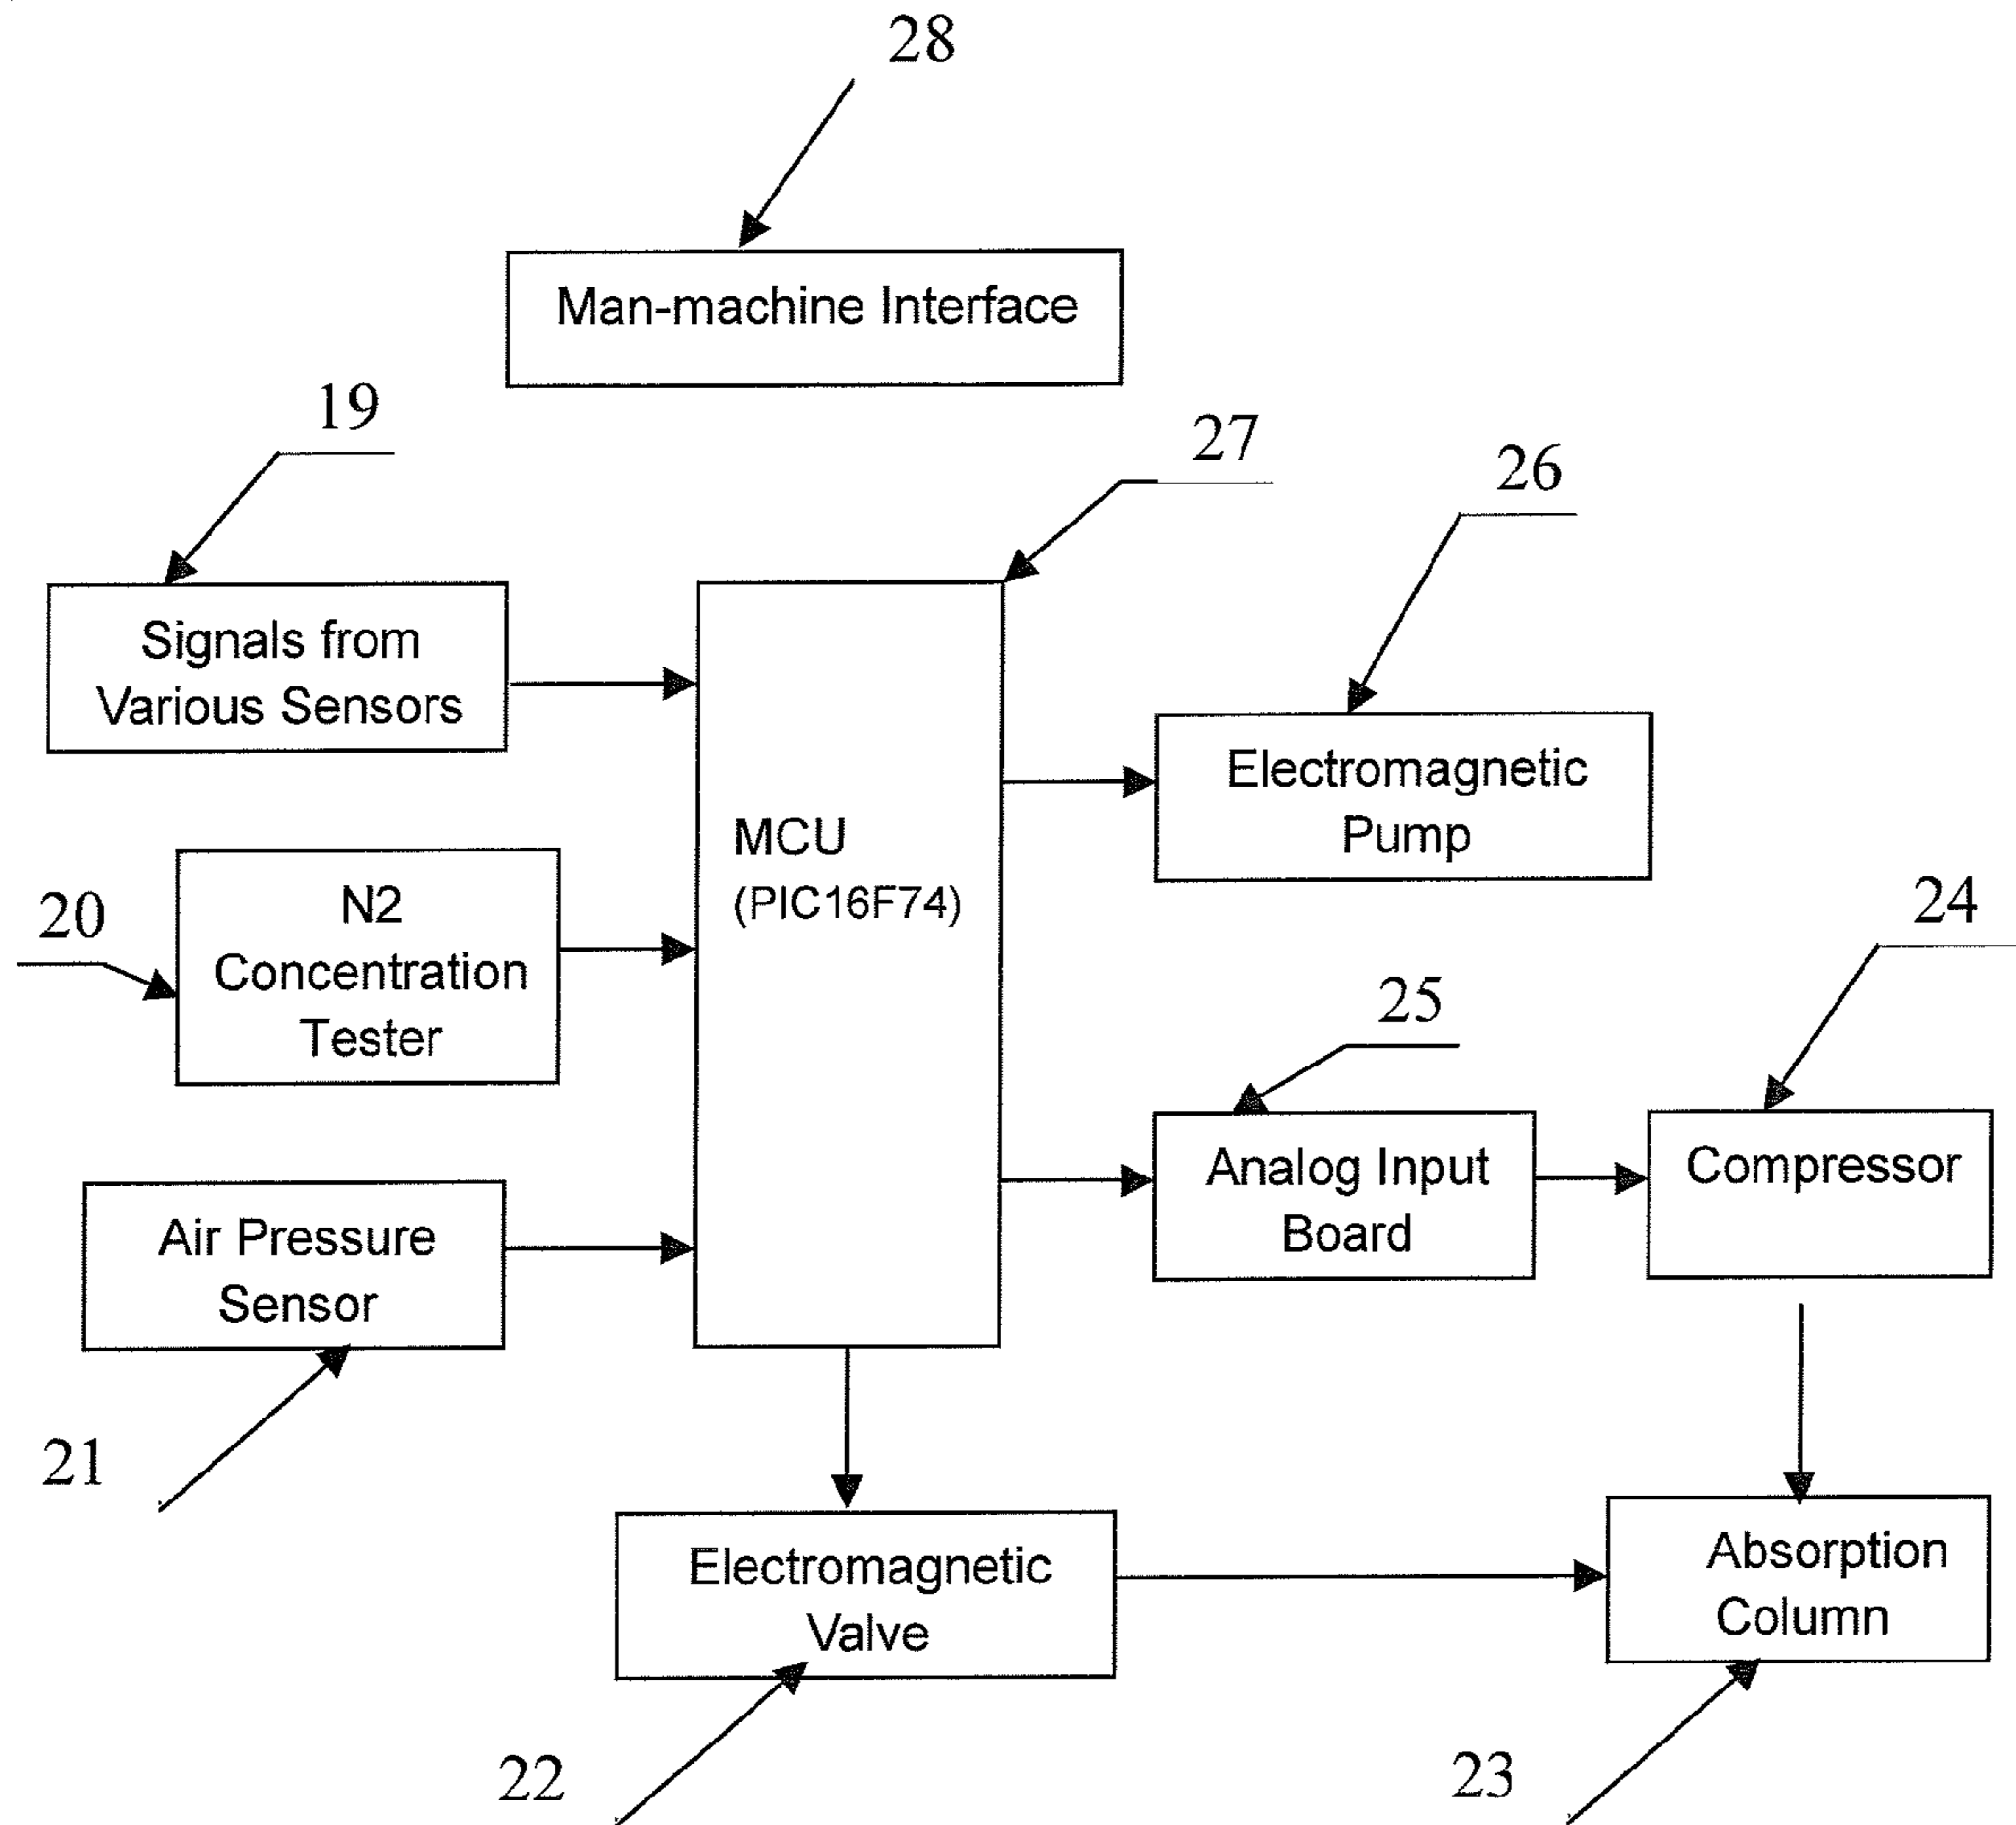 28
Man-machine Interface
19
27
26
Signals from
Various Sensors
Electromagnetic
Pump
MCU
(PIC16F74)
20
N2
Concentration
Tester
24
25
Analog Input
Board
Compressor
Air Pressure
Sensor
21
Electromagnetic
Valve
Absorption
Column
22
23